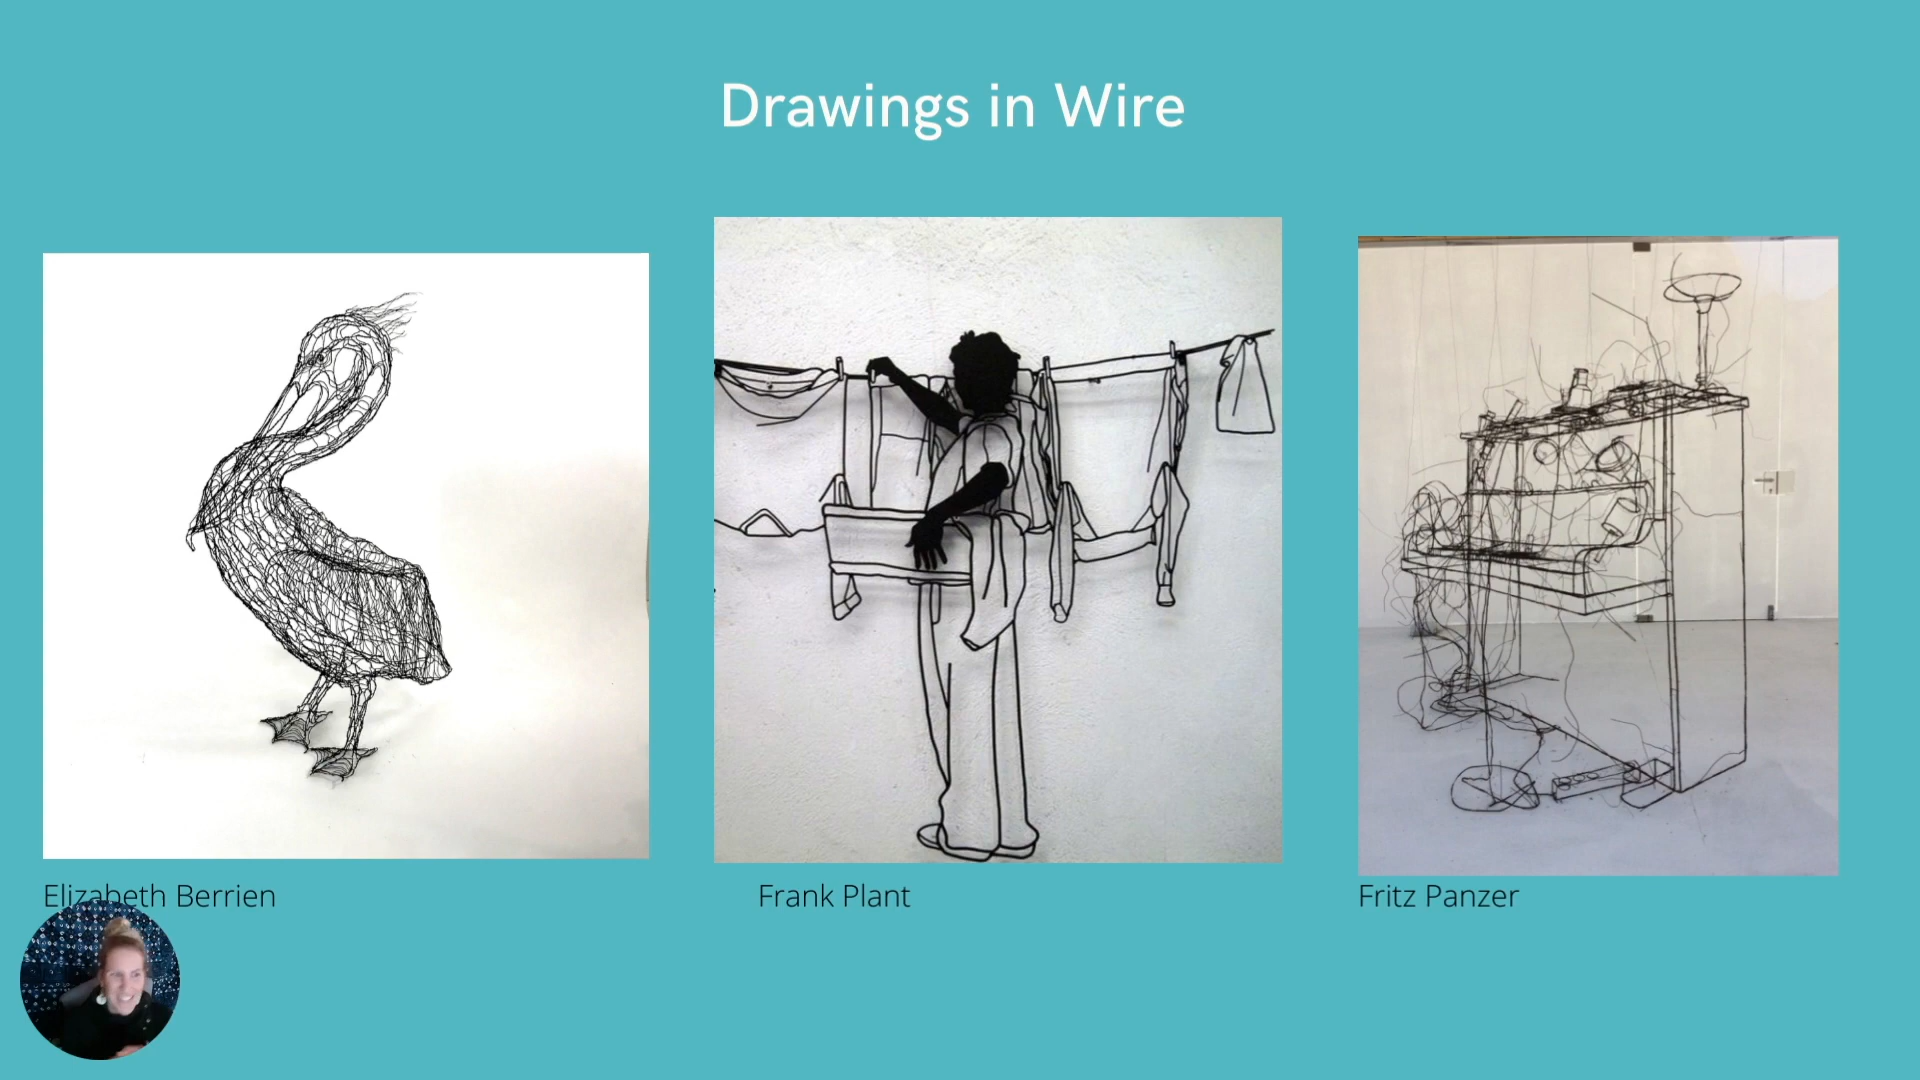 Drawings in Wire
Elizabeth Berrien
Frank Plant
Fritz Panzer